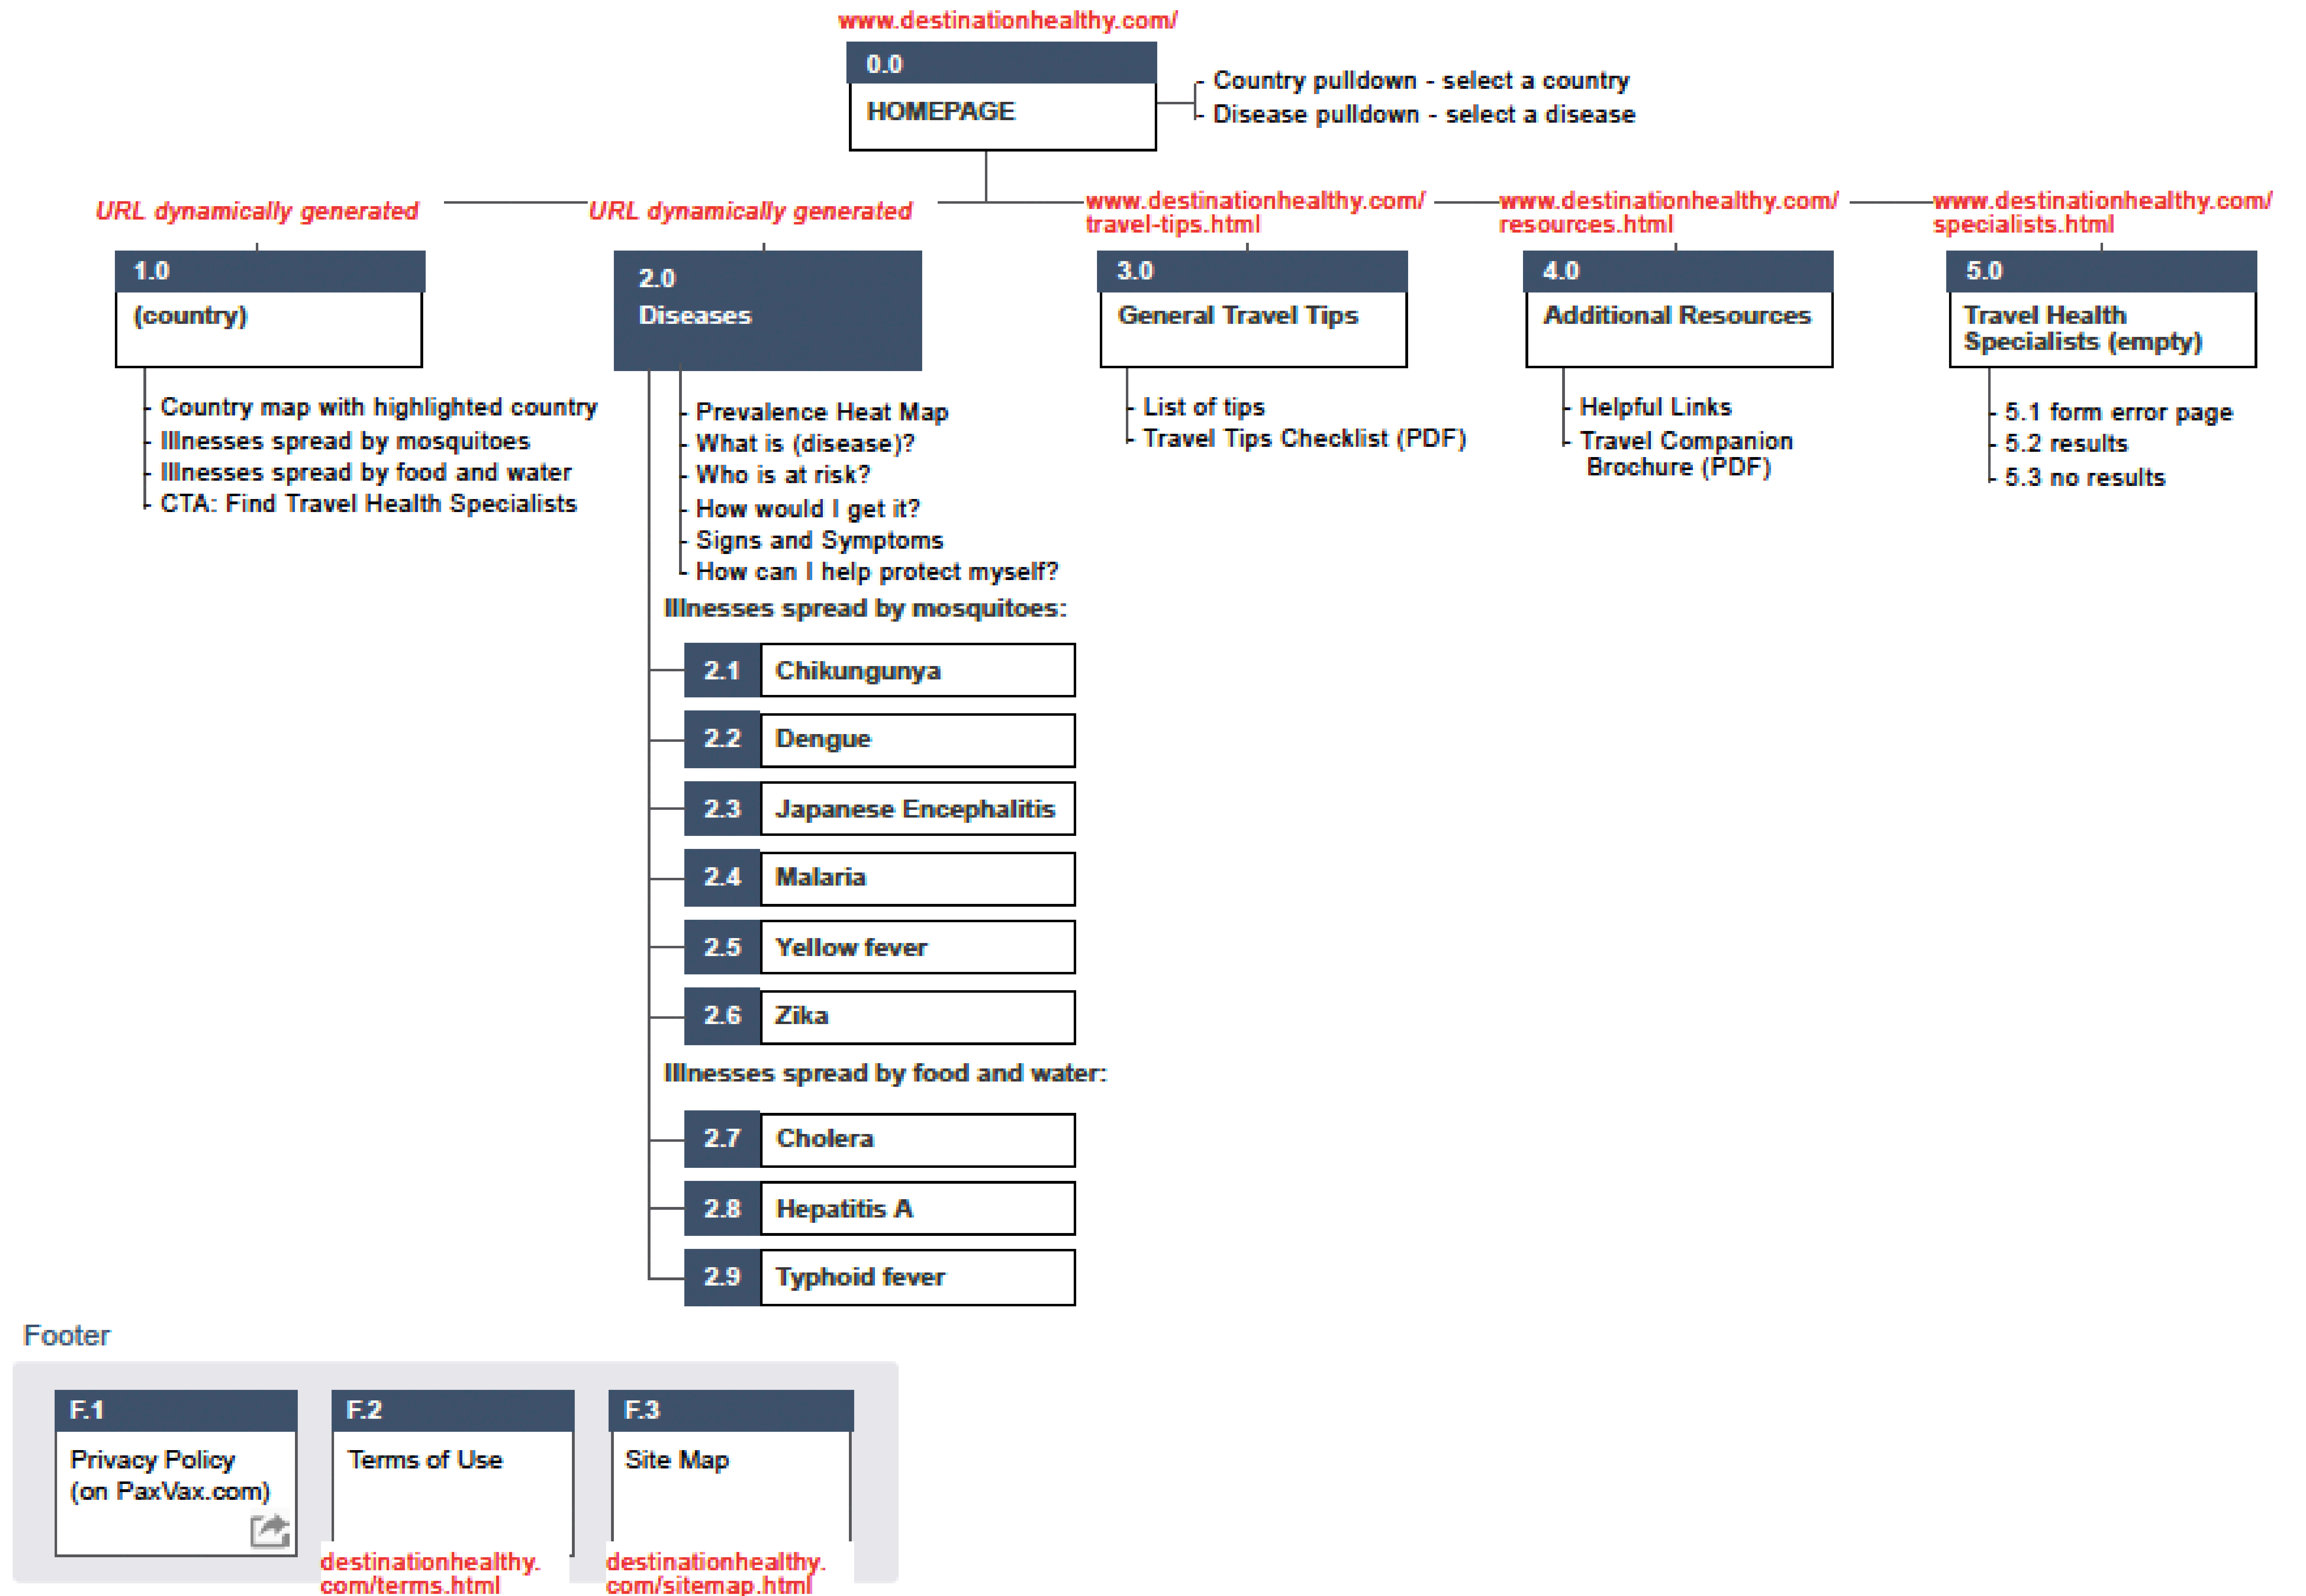 www.destinationhealthy.com/
0.0
HOMEPAGE
- Country pulldown - select a country
- Disease pulldown - select a disease
URL dynamically generated
1.0
(country)
- Country map with highlighted country
- Illnesses spread by mosquitoes
- Illnesses spread by food and water
- CTA: Find Travel Health Specialists
URL dynamically generated
2.0
Diseases
- Prevalence Heat Map
- What is (disease)?
- Who is at risk?
- How would I get it?
- Signs and Symptoms
- How can I help protect myself?
Illnesses spread by mosquitoes:
2.1 Chikungunya
2.2 Dengue
2.3 Japanese Encephalitis
2.4 Malaria
2.5 Yellow fever
2.6 Zika
Illnesses spread by food and water:
2.7 Cholera
2.8 Hepatitis A
2.9 Typhoid fever
www.destinationhealthy.com/
travel-tips.html
3.0
General Travel Tips
- List of tips
- Travel Tips Checklist (PDF)
www.destinationhealthy.com/
resources.html
4.0
Additional Resources
- Helpful Links
- Travel Companion
Brochure (PDF)
www.destinationhealthy.com/
specialists.html
5.0
Travel Health
Specialists (empty)
- 5.1 form error page
- 5.2 results
- 5.3 no results
Footer
F.1
Privacy Policy
(on PaxVax.com)
F.2
Terms of Use
destinationhealthy.
com/terms.html
F.3
Site Map
destinationhealthy.
com/sitemap.html